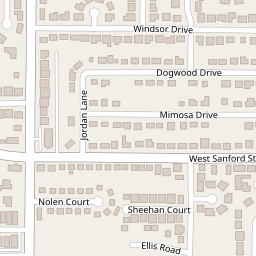 Windsor Drive
Dogwood Drive
Jordan Lane
Mimosa Drive
West Sanford St
Nolen Court
Sheehan Court
Ellis Road